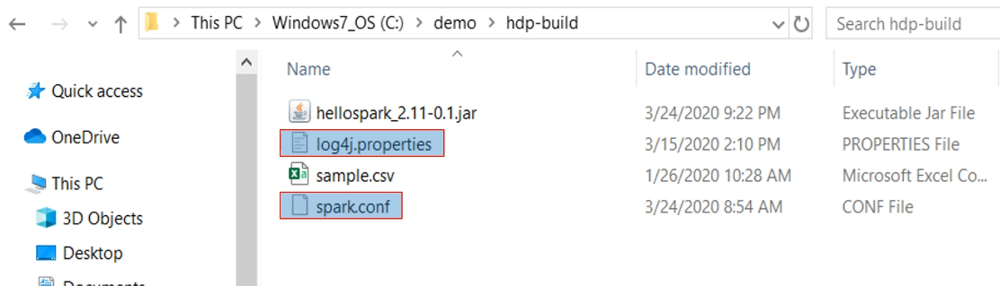 This PC > Windows7_OS (C:) > demo > hdp-build
Search hdp-build
Name Date modified Type
Quick access
OneDrive
This PC
3D Objects
Desktop
Documents
hellospark_2.11-0.1.jar 3/24/2020 9:22 PM Executable Jar File
log4j.properties 3/15/2020 2:10 PM PROPERTIES File
sample.csv 1/26/2020 10:28 AM Microsoft Excel Co...
spark.conf 3/24/2020 8:54 AM CONF File